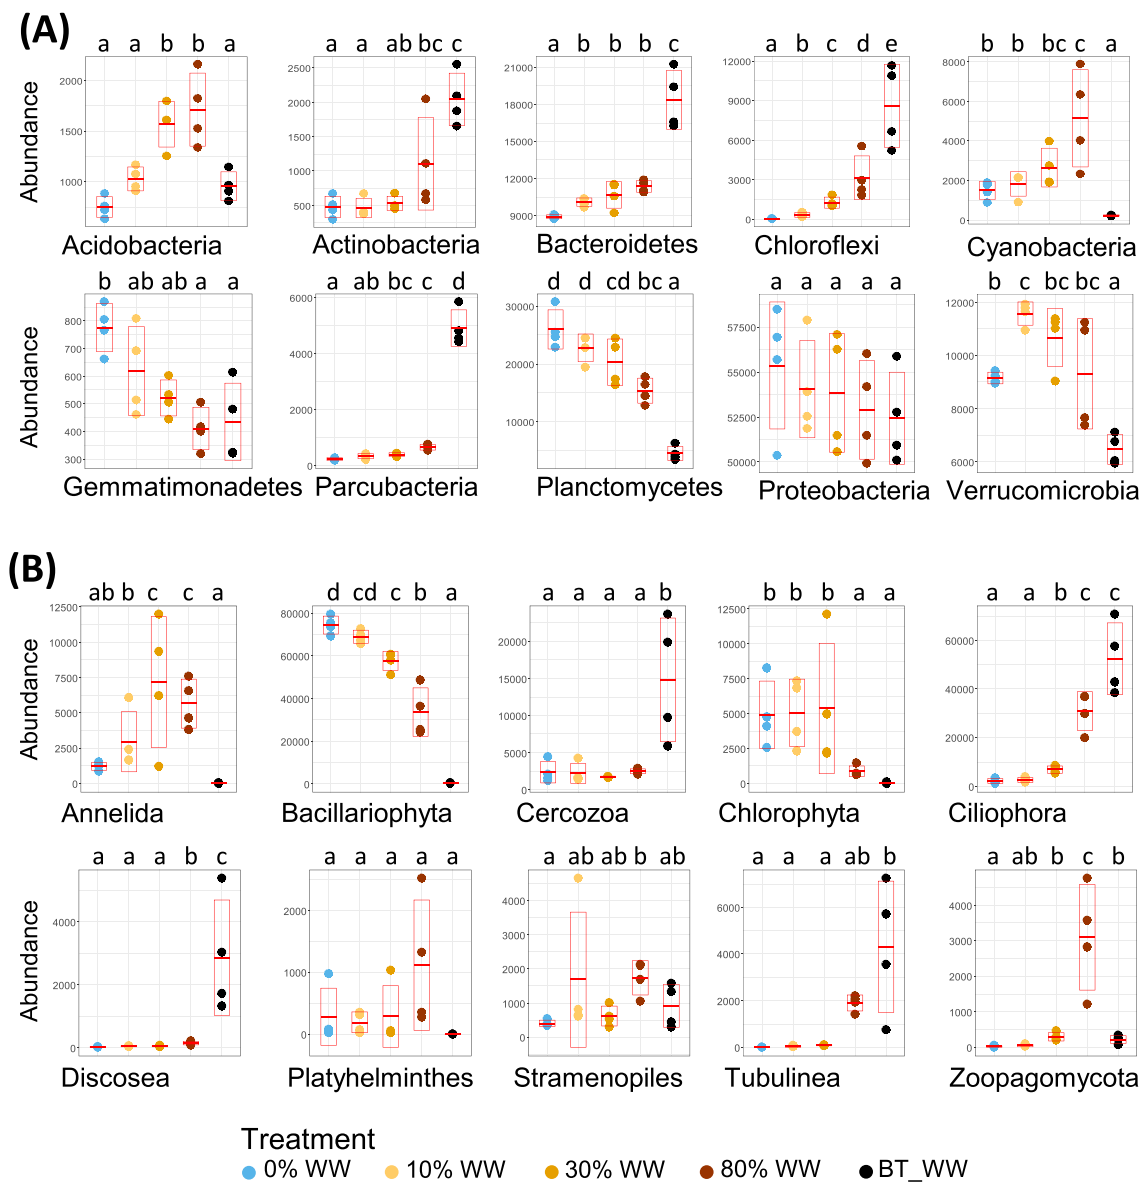 (A)
a a b b a
a a ab bc c
a b b b c
a b c d e
b b bc c a
Abundance
2000
1500
1000
2500
2000
1500
1000
500
21000
18000
15000
12000
9000
12000
9000
6000
3000
0
8000
6000
4000
2000
0
Acidobacteria
Actinobacteria
Bacteroidetes
Chloroflexi
Cyanobacteria
b ab ab a a
a ab bc c d
d d cd bc a
a a a a a
b c bc bc a
Abundance
800
700
600
500
400
300
6000
4000
2000
0
30000
20000
10000
57500
55000
52500
50000
12000
10000
8000
6000
Gemmatimonadetes
Parcubacteria
Planctomycetes
Proteobacteria
Verrucomicrobia
(B)
ab b c c a
d cd c b a
a a a a b
b b b a a
a a b c c
Abundance
12500
10000
7500
5000
2500
0
80000
60000
40000
20000
0
20000
15000
10000
5000
0
12500
10000
7500
5000
2500
0
60000
40000
20000
0
Annelida
Bacillariophyta
Cercozoa
Chlorophyta
Ciliophora
a a a b c
a a a a a
a ab ab b ab
a a a ab b
a ab b c b
Abundance
4000
2000
0
2000
1000
0
4000
3000
2000
1000
0
6000
4000
2000
0
4000
3000
2000
1000
0
Discosea
Platyhelminthes
Stramenopiles
Tubulinea
Zoopagomycota
Treatment
0% WW 10% WW 30% WW 80% WW BT_WW